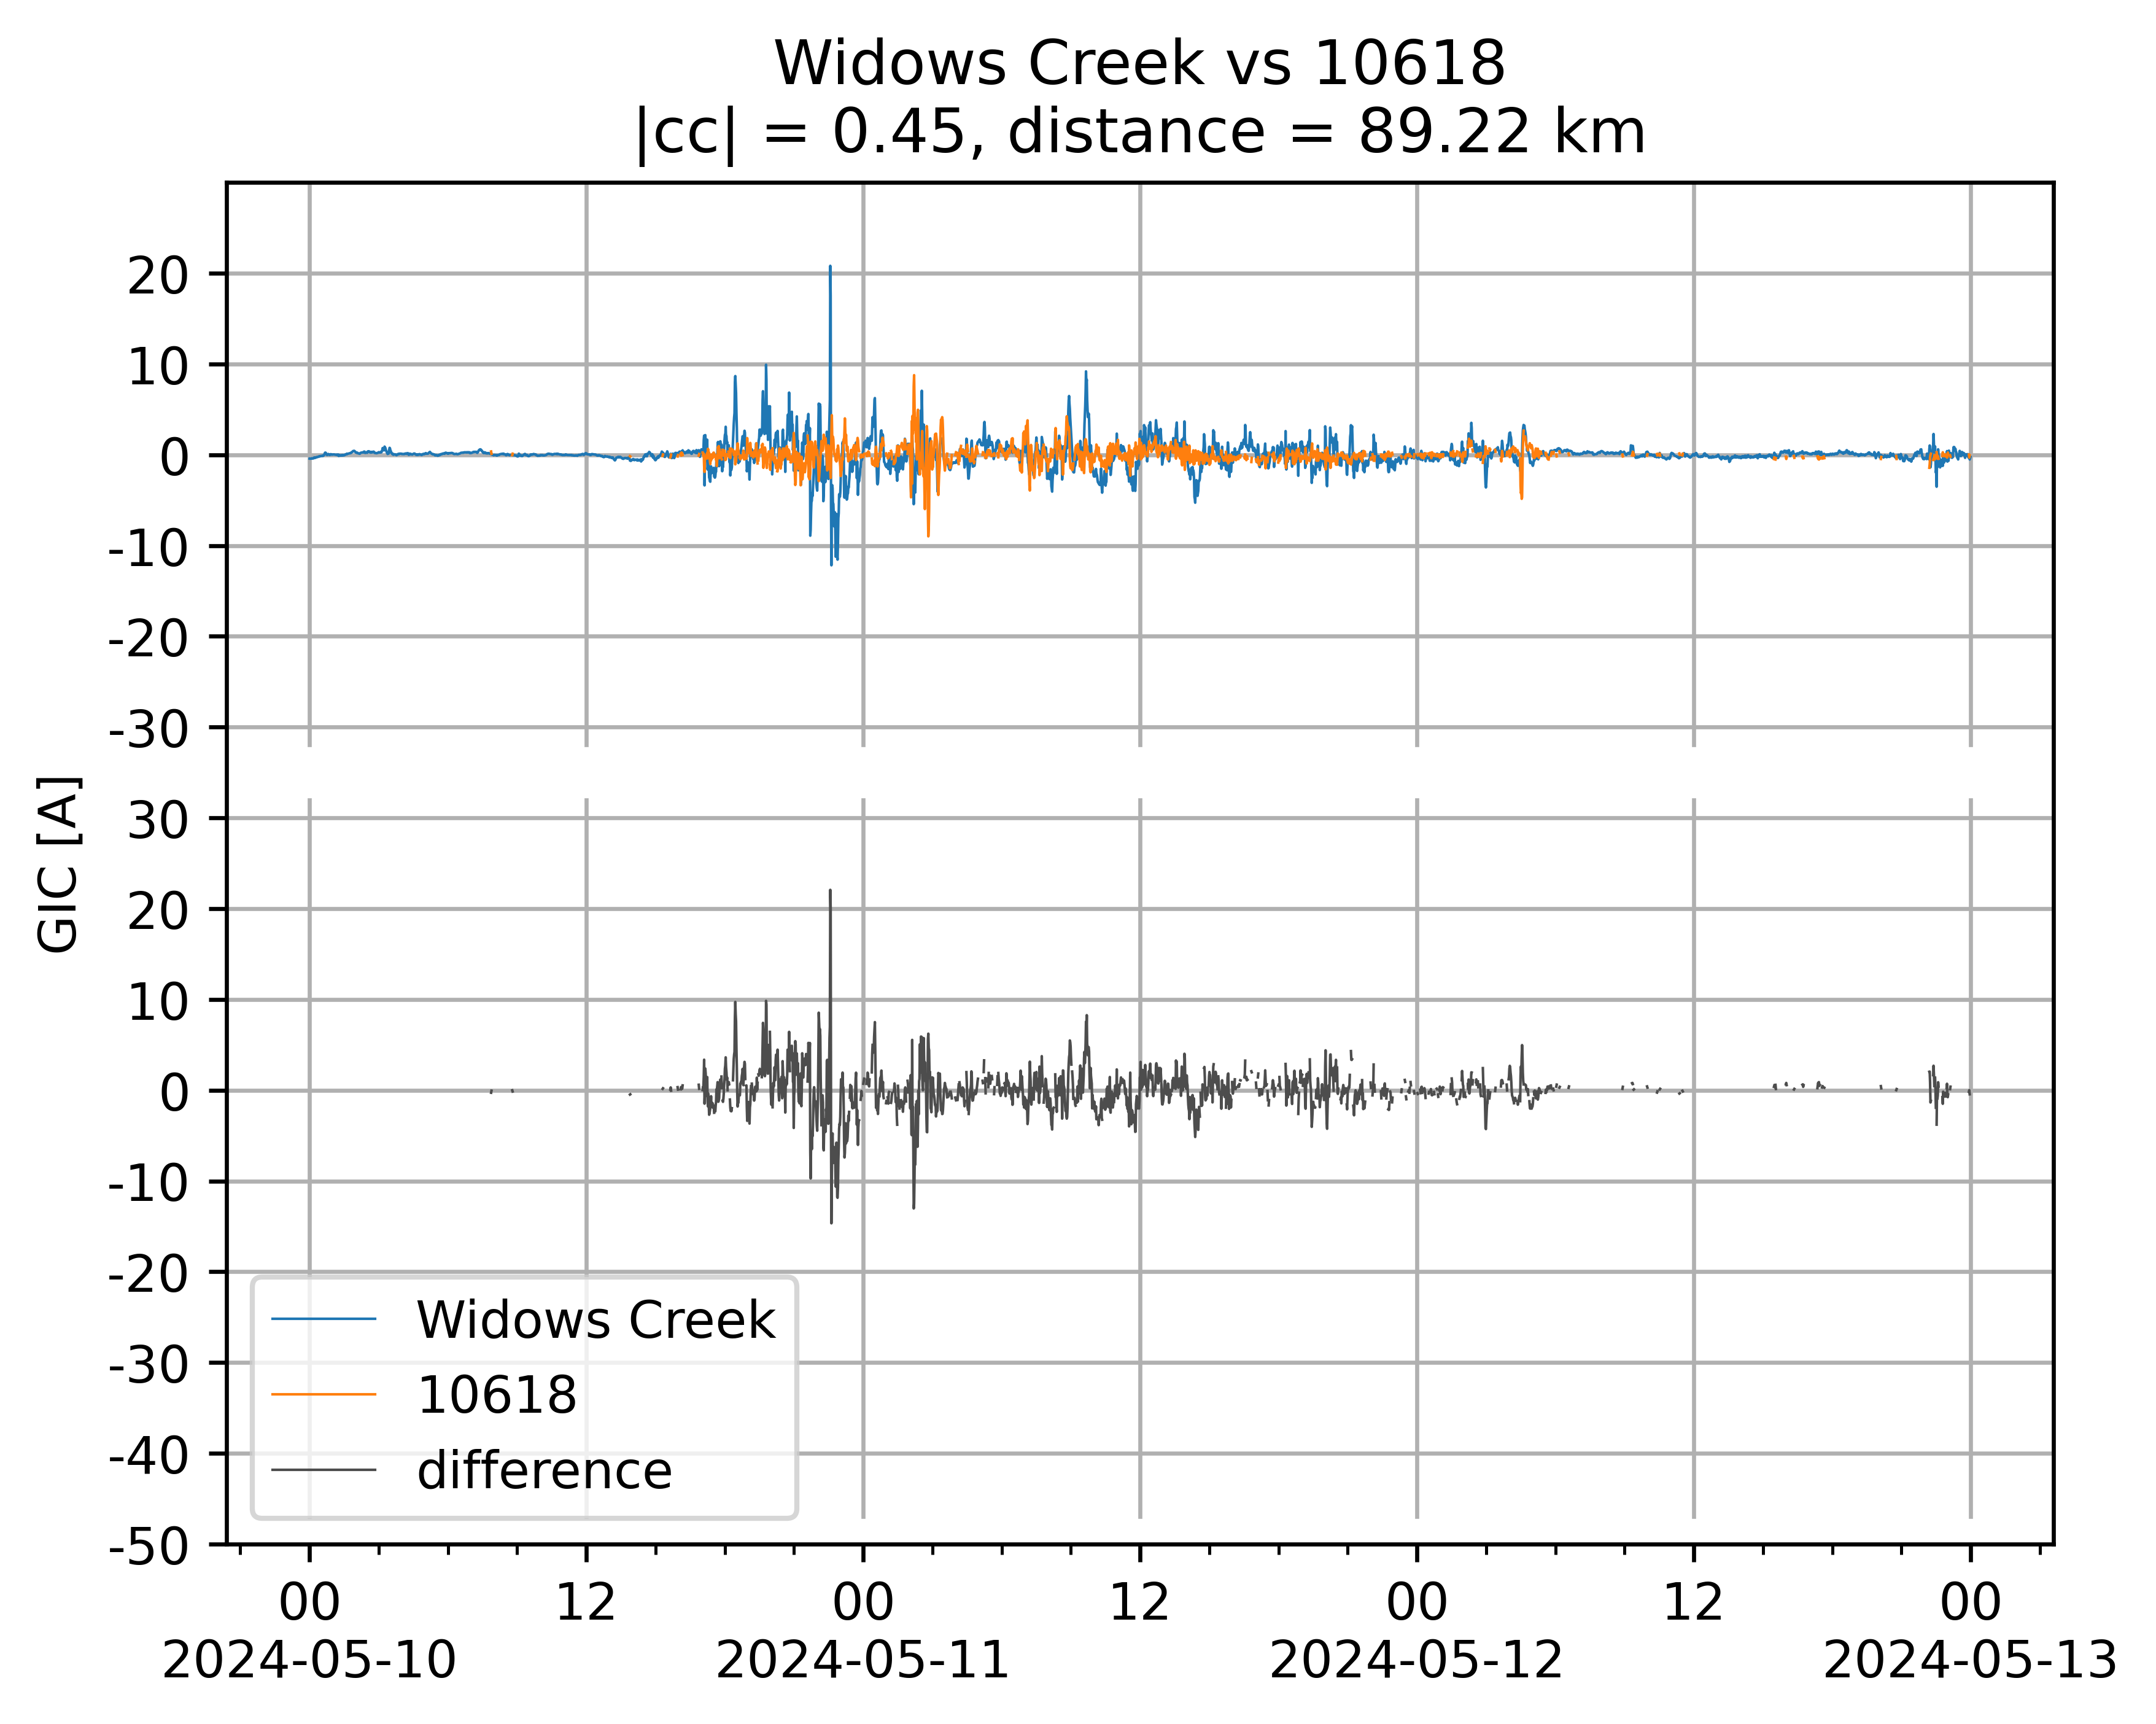 Widows Creek vs 10618
|cc| = 0.45, distance = 89.22 km
GIC [A]
20
10
0
-10
-20
-30
30
20
10
0
-10
-20
-30
-40
-50
Widows Creek
10618
difference
00 12 00 12 00 12 00
2024-05-10 2024-05-11 2024-05-12 2024-05-13